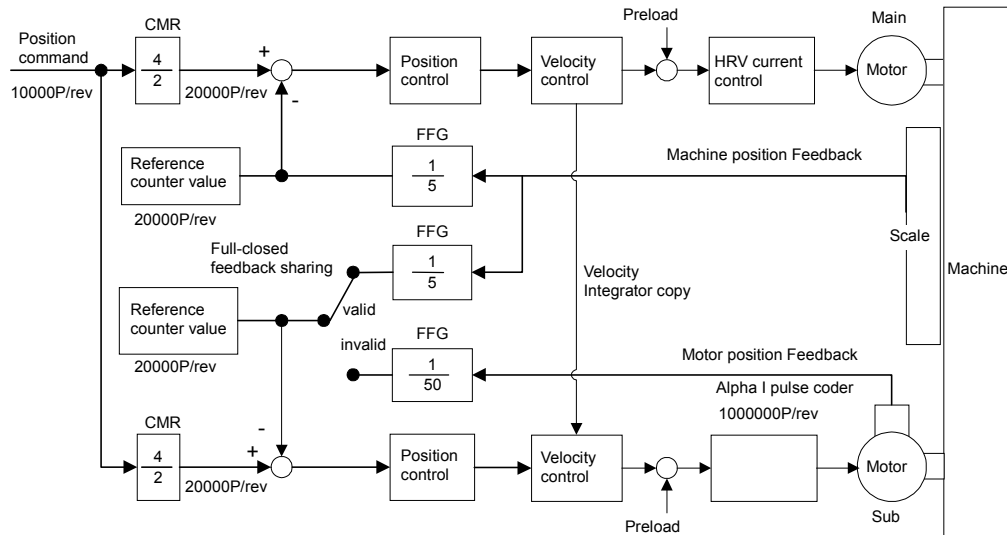 Preload
Main
CMR
Position
command
4
2
+
-
Position
control
Velocity
control
HRV current
control
Motor
10000P/rev
20000P/rev
FFG
Machine position Feedback
Reference
counter value
1
5
20000P/rev
FFG
Full-closed
feedback sharing
1
5
Scale
Machine
Velocity
Integrator copy
valid
Reference
counter value
FFG
invalid
Motor position Feedback
20000P/rev
1
50
Alpha I pulse coder
1000000P/rev
CMR
-
+
4
2
Position
control
Velocity
control
Motor
20000P/rev
Sub
Preload